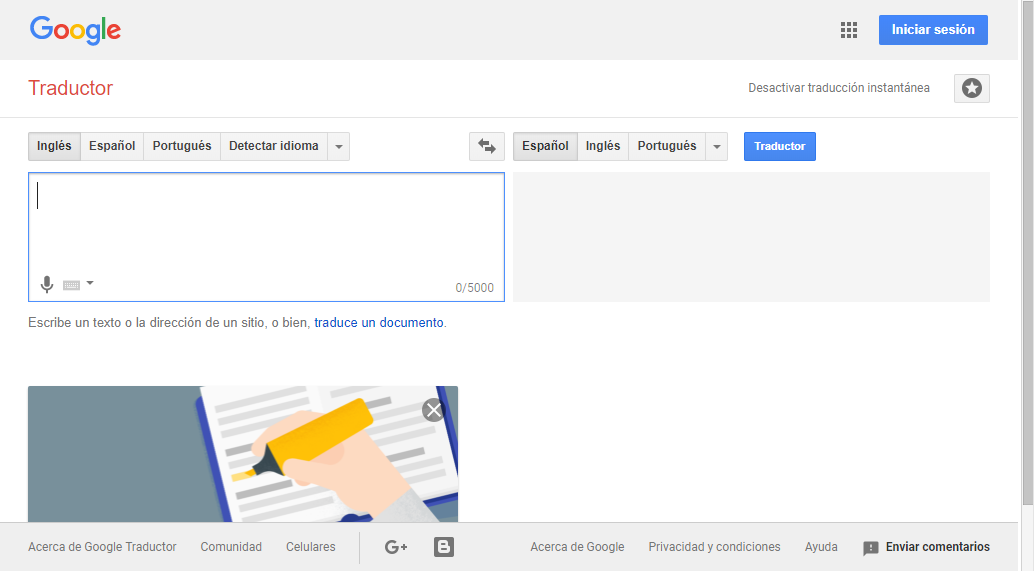 Google
Iniciar sesión
Traductor
Desactivar traducción instantánea
Inglés Español Portugués Detectar idioma
Español Inglés Portugués Traductor
0/5000
Escribe un texto o la dirección de un sitio, o bien, traduce un documento.
Acerca de Google Traductor Comunidad Celulares G+ B Acerca de Google Privacidad y condiciones Ayuda Enviar comentarios